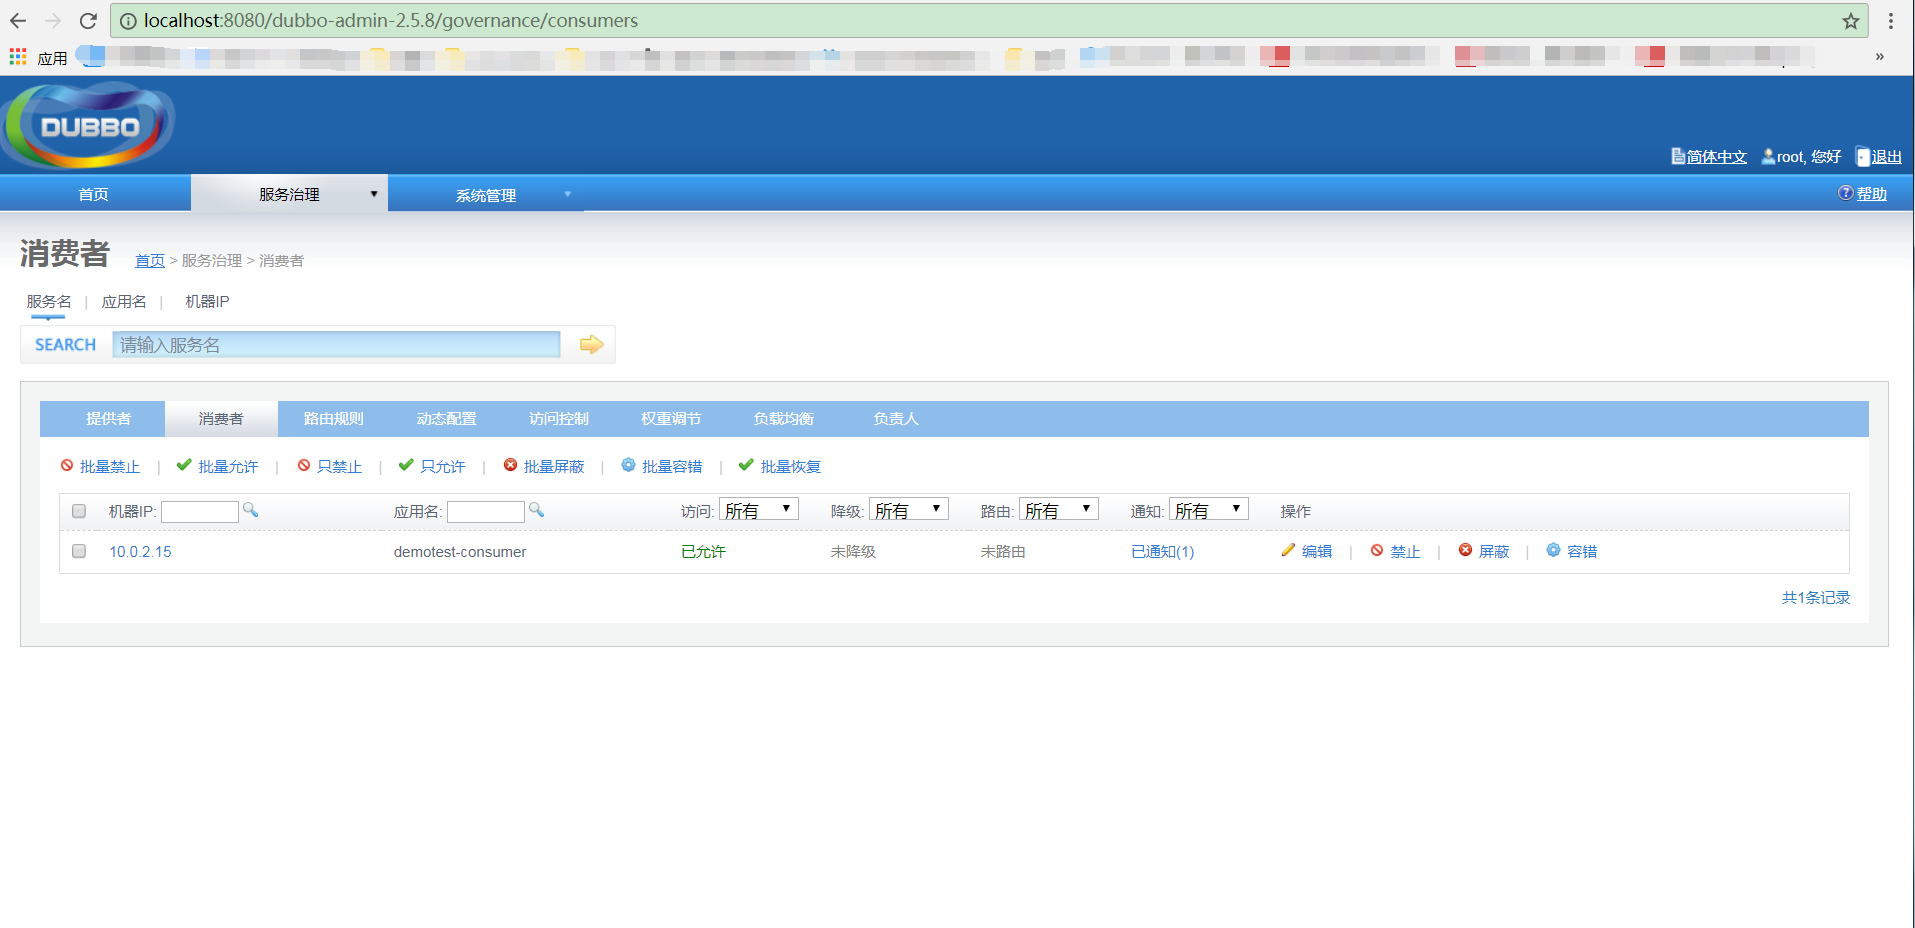 localhost:8080/dubbo-admin-2.5.8/governance/consumers
应用 »
DUBBO
简体中文 root, 您好 退出
首页 服务治理 ▼ 系统管理 ▼ ? 帮助
消费者 首页 > 服务治理 > 消费者
服务名 | 应用名 | 机器IP
SEARCH 请输入服务名
提供者 消费者 路由规则 动态配置 访问控制 权重调节 负载均衡 负责人
批量禁止 | 批量允许 | 只禁止 | 只允许 | 批量屏蔽 | 批量容错 | 批量恢复
机器IP: 应用名: 访问: 所有 ▼ 降级: 所有 ▼ 路由: 所有 ▼ 通知: 所有 ▼ 操作
10.0.2.15 demotest-consumer 已允许 未降级 未路由 已通知(1) 编辑 | 禁止 | 屏蔽 | 容错
共1条记录